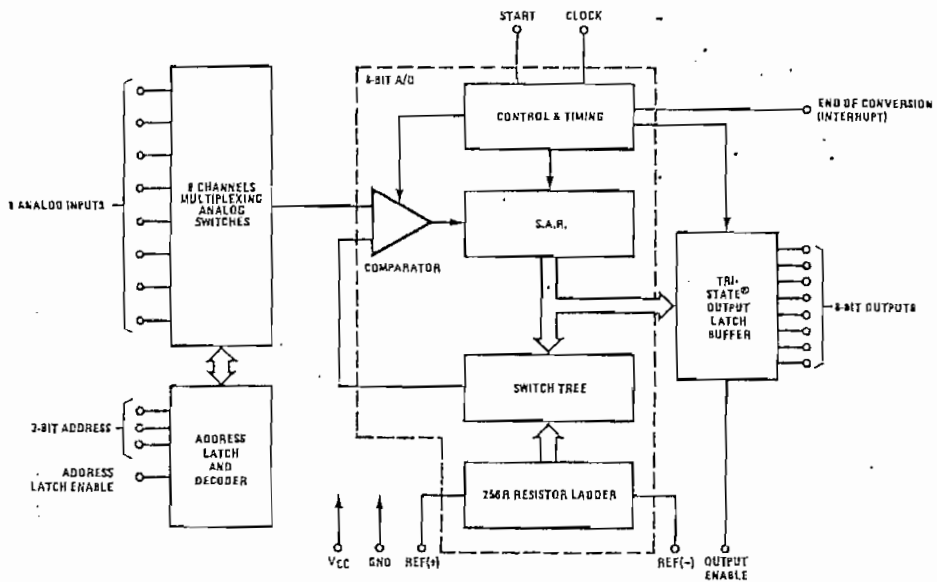 START
CLOCK
8-BIT A/D
CONTROL & TIMING
END OF CONVERSION
(INTERRUPT)
8 ANALOG INPUTS
8 CHANNELS
MULTIPLEXING
ANALOG
SWITCHES
S.A.R.
COMPARATOR
TRI-
STATE®
OUTPUT
LATCH
BUFFER
8-BIT OUTPUTS
SWITCH TREE
3-BIT ADDRESS
ADDRESS
LATCH ENABLE
ADDRESS
LATCH
AND
DECODER
256R RESISTOR LADDER
VCC
GND
REF(+)
REF(−)
OUTPUT
ENABLE